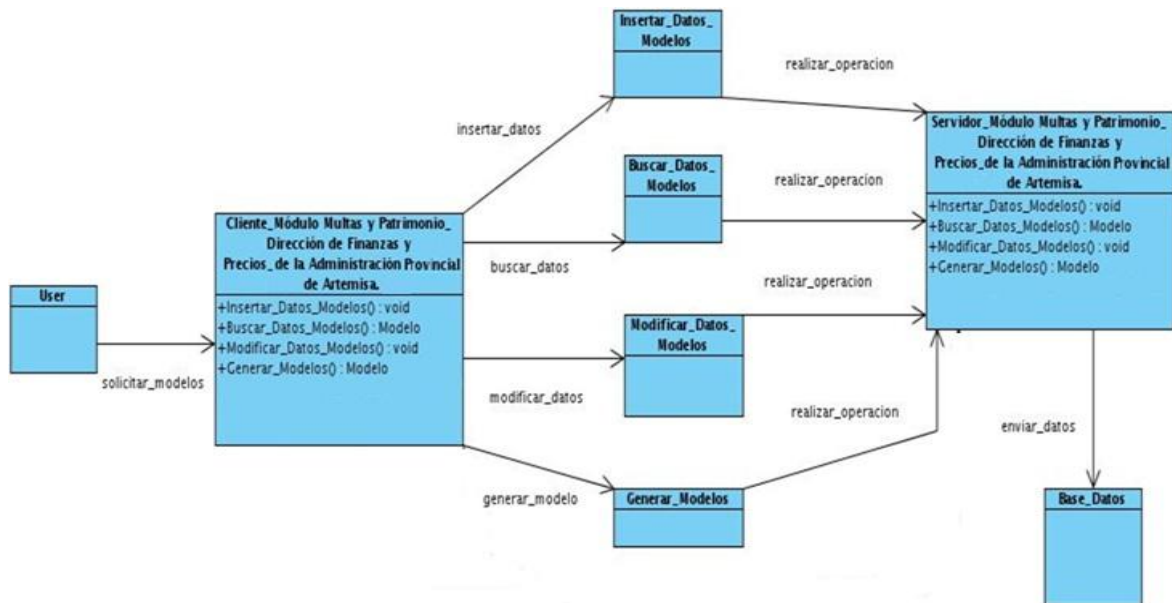 Insertar_Datos_
Modelos
realizar_operacion
insertar_datos
Servidor_Módulo Multas y Patrimonio_
Dirección de Finanzas y
Precios_de la Administración Provincial
de Artemisa.
+Insertar_Datos_Modelos() : void
+Buscar_Datos_Modelos() : Modelo
+Modificar_Datos_Modelos() : void
+Generar_Modelos() : Modelo
Buscar_Datos_
Modelos
realizar_operacion
Cliente_Módulo Multas y Patrimonio_
Dirección de Finanzas y
Precios_de la Administración Provincial
de Artemisa.
+Insertar_Datos_Modelos() : void
+Buscar_Datos_Modelos() : Modelo
+Modificar_Datos_Modelos() : void
+Generar_Modelos() : Modelo
buscar_datos
realizar_operacion
User
solicitar_modelos
Modificar_Datos_
Modelos
modificar_datos
realizar_operacion
enviar_datos
generar_modelo
Generar_Modelos
Base_Datos